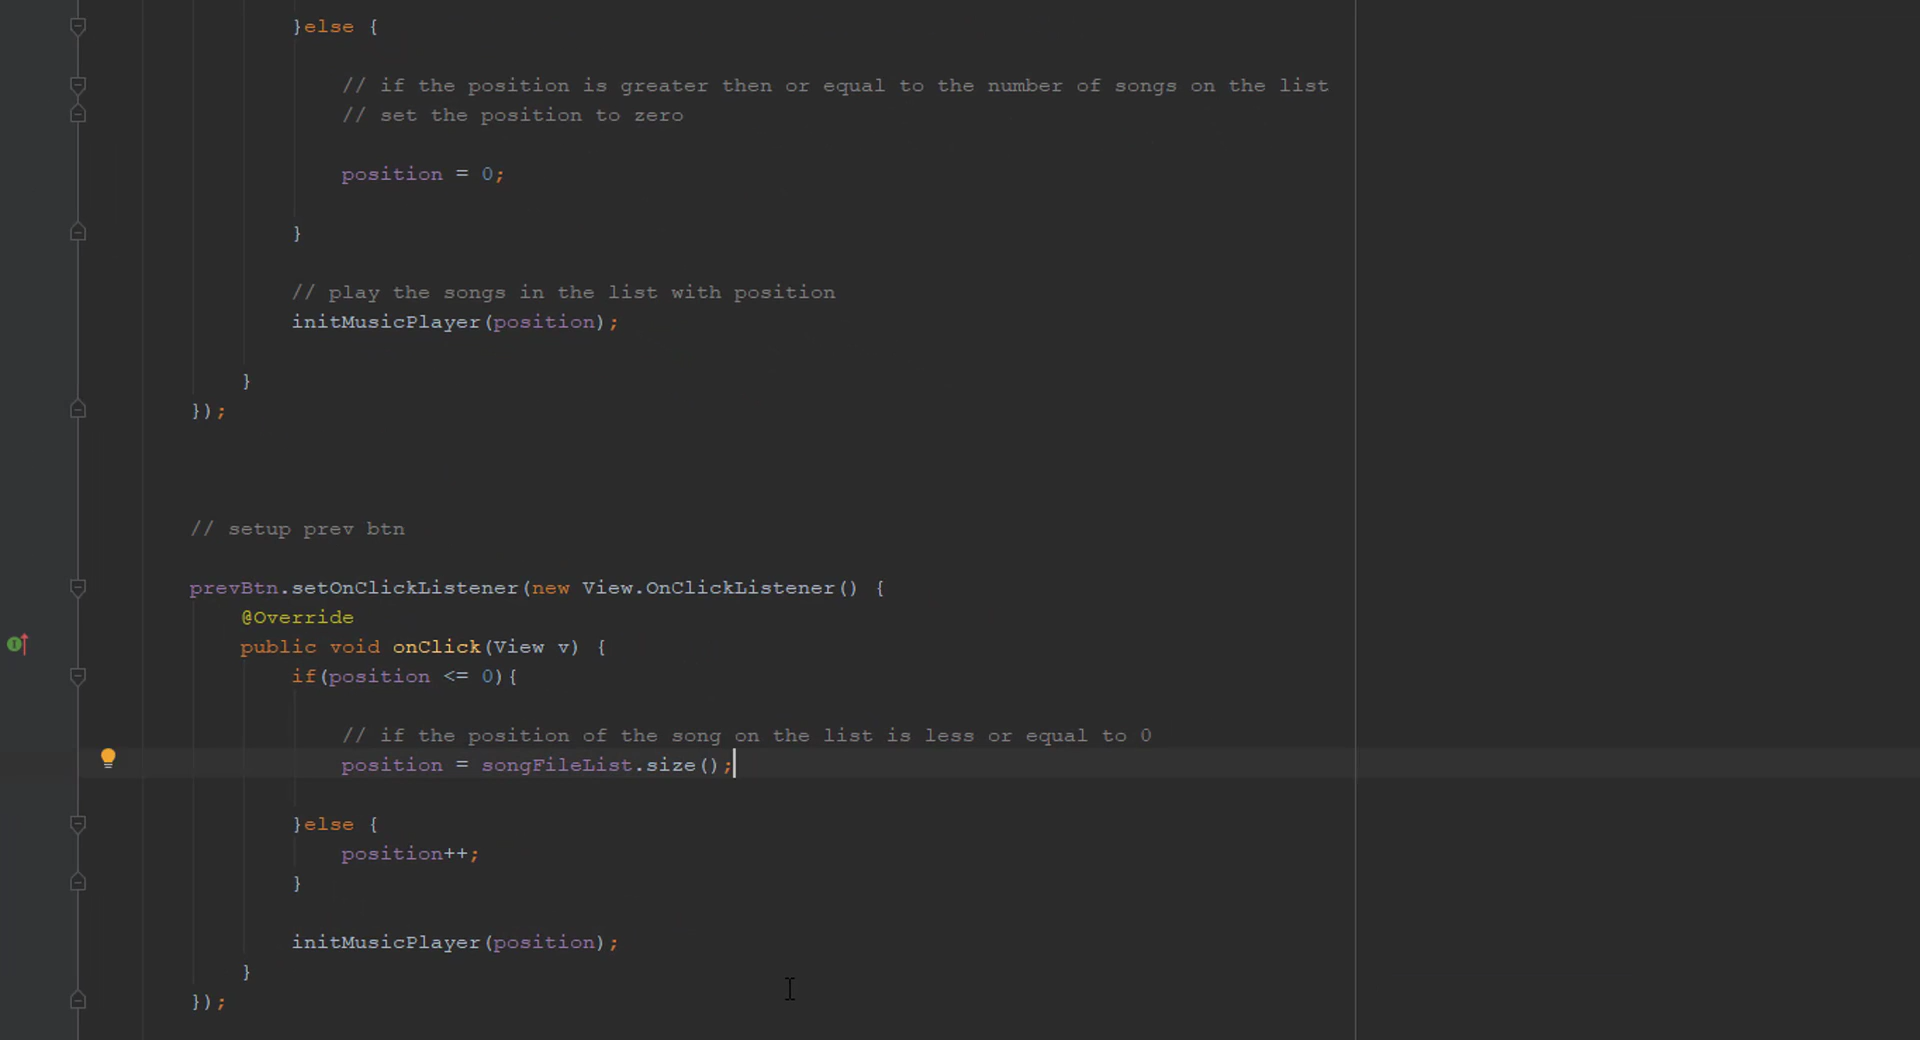 }else {
// if the position is greater then or equal to the number of songs on the list
// set the position to zero
position = 0;
}
// play the songs in the list with position
initMusicPlayer(position);
}
});
// setup prev btn
prevBtn.setOnClickListener(new View.OnClickListener() {
@Override
public void onClick(View v) {
if(position <= 0){
// if the position of the song on the list is less or equal to 0
position = songFileList.size();
}else {
position++;
}
initMusicPlayer(position);
}
});